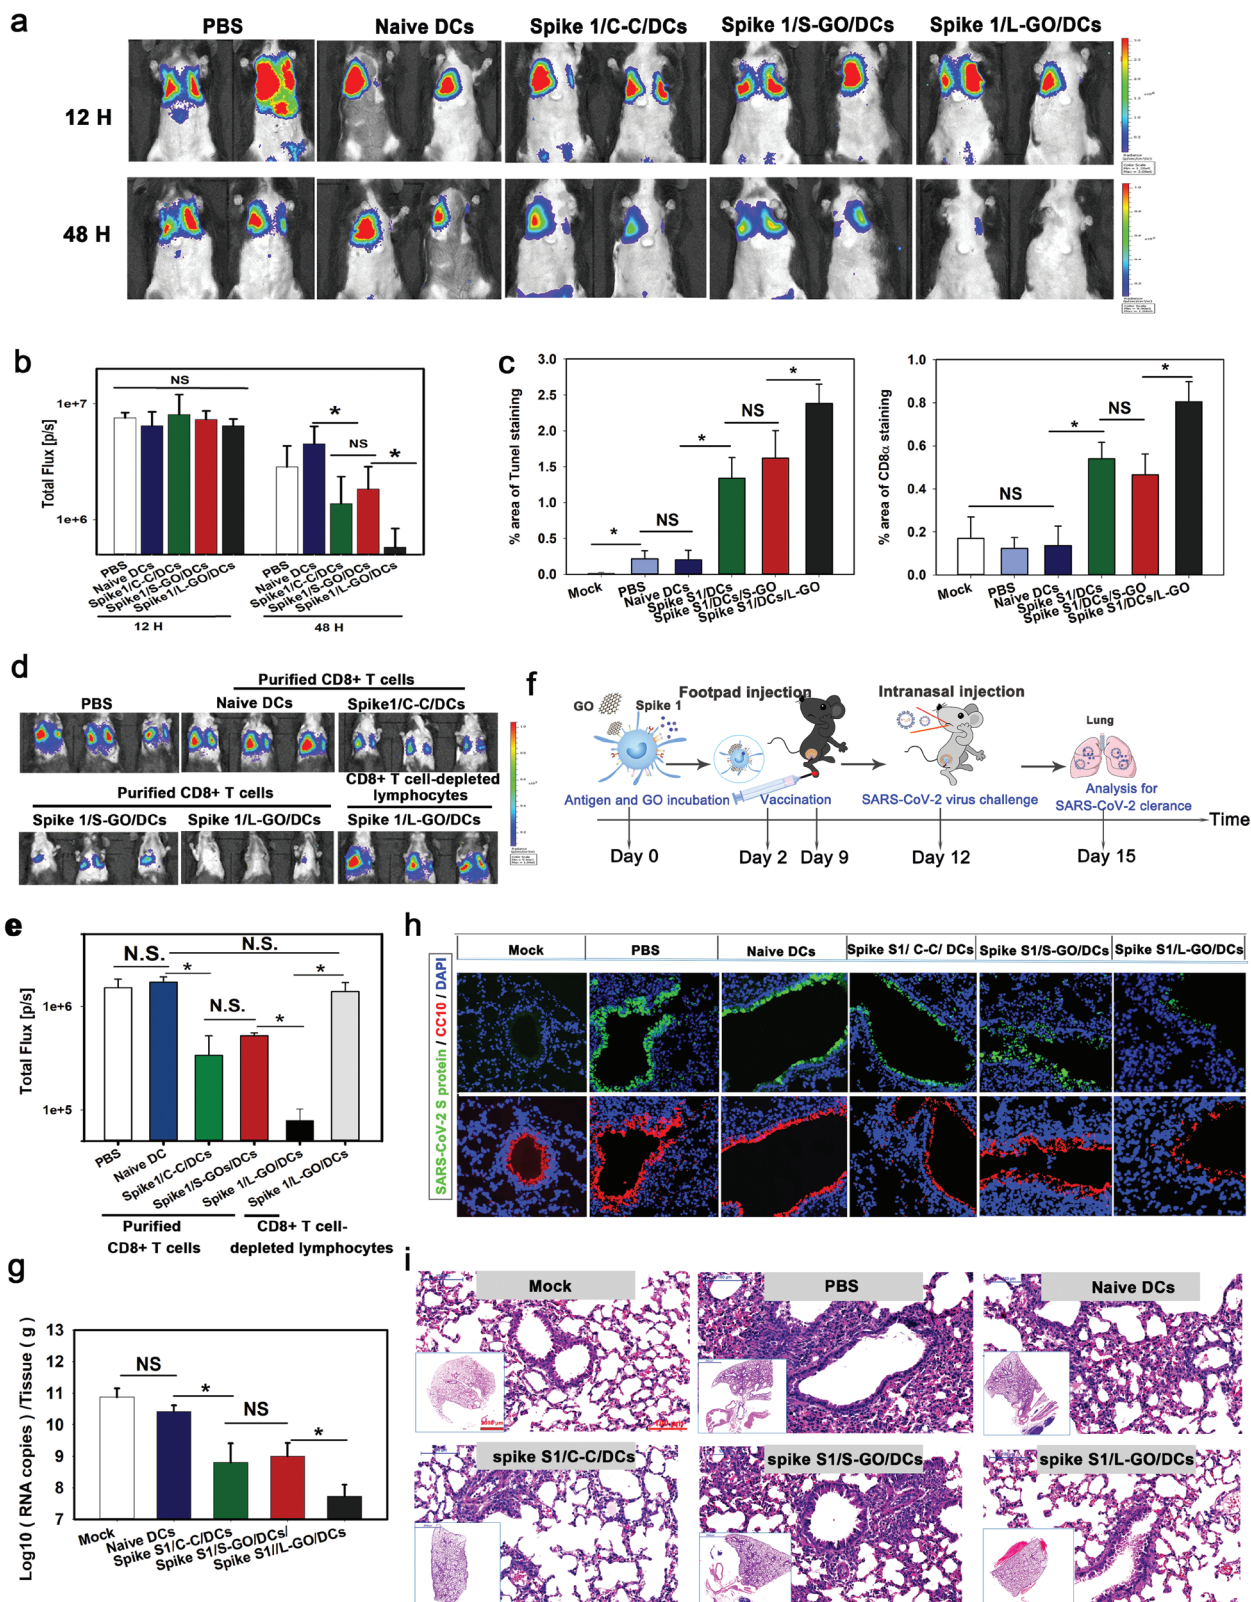 a
PBS
Naive DCs
Spike 1/C-C/DCs
Spike 1/S-GO/DCs
Spike 1/L-GO/DCs
12 H
48 H
b
Total Flux [p/s]
1e+7
1e+6
NS
*
NS
*
PBS
Naive DCs
Spike1/C-C/DCs
Spike1/S-GO/DCs
Spike1/L-GO/DCs
PBS
Naive DCs
Spike1/C-C/DCs
Spike1/S-GO/DCs
Spike1/L-GO/DCs
12 H
48 H
c
% area of Tunel staining
3.0
2.5
2.0
1.5
1.0
0.5
0.0
*
NS
*
NS
*
Mock
PBS
Naive DCs
Spike S1/DCs
Spike S1/DCs/S-GO
Spike S1/DCs/L-GO
% area of CD8α staining
1.0
0.8
0.6
0.4
0.2
0.0
NS
*
NS
*
Mock
PBS
Naive DCs
Spike S1/DCs
Spike S1/DCs/S-GO
Spike S1/DCs/L-GO
d
Purified CD8+ T cells
PBS
Naive DCs
Spike1/C-C/DCs
Purified CD8+ T cells
CD8+ T cell-depleted
lymphocytes
Spike 1/S-GO/DCs
Spike 1/L-GO/DCs
Spike 1/L-GO/DCs
f
GO
Spike 1
Footpad injection
Intranasal injection
Lung
Antigen and GO incubation
Vaccination
SARS-CoV-2 virus challenge
Analysis for
SARS-CoV-2 clerance
Time
Day 0
Day 2
Day 9
Day 12
Day 15
e
Total Flux [p/s]
1e+6
1e+5
N.S.
*
N.S.
N.S.
*
*
PBS
Naive DC
Spike1/C-C/DCs
Spike1/S-GOs/DCs
Spike 1/L-GO/DCs
Spike 1/L-GO/DCs
Purified
CD8+ T cells
CD8+ T cell-
depleted lymphocytes
h
SARS-CoV-2 S protein / CC10 / DAPI
Mock
PBS
Naive DCs
Spike S1/ C-C/ DCs
Spike S1/S-GO/DCs
Spike S1/L-GO/DCs
g
Log10 ( RNA copies ) /Tissue ( g )
13
12
11
10
9
8
7
NS
*
NS
*
Mock
Naive DCs
Spike S1/C-C/DCs
Spike S1/S-GO/DCs/
Spike S1//L-GO/DCs
i
Mock
PBS
Naive DCs
100 μm
spike S1/C-C/DCs
spike S1/S-GO/DCs
spike S1/L-GO/DCs